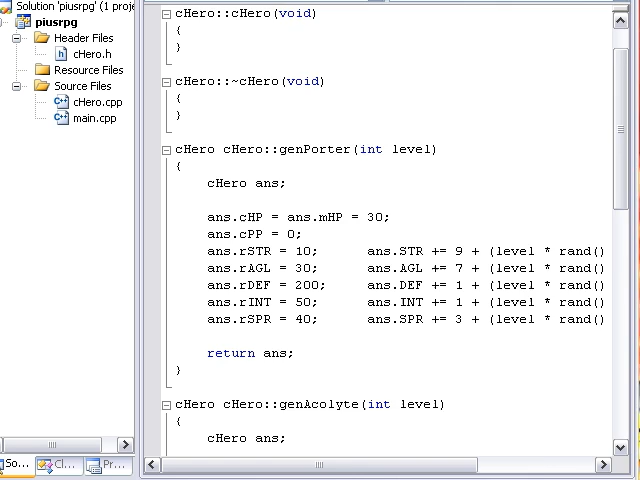 Solution 'piusrpg' (1 proje
piusrpg
Header Files
cHero.h
Resource Files
Source Files
cHero.cpp
main.cpp
So...
Cl...
Pr...
cHero::cHero(void)
{
}
cHero::~cHero(void)
{
}
cHero cHero::genPorter(int level)
{
cHero ans;
ans.cHP = ans.mHP = 30;
ans.cPP = 0;
ans.rSTR = 10; ans.STR += 9 + (level * rand()
ans.rAGL = 30; ans.AGL += 7 + (level * rand()
ans.rDEF = 200; ans.DEF += 1 + (level * rand()
ans.rINT = 50; ans.INT += 1 + (level * rand()
ans.rSPR = 40; ans.SPR += 3 + (level * rand()
return ans;
}
cHero cHero::genAcolyte(int level)
{
cHero ans;